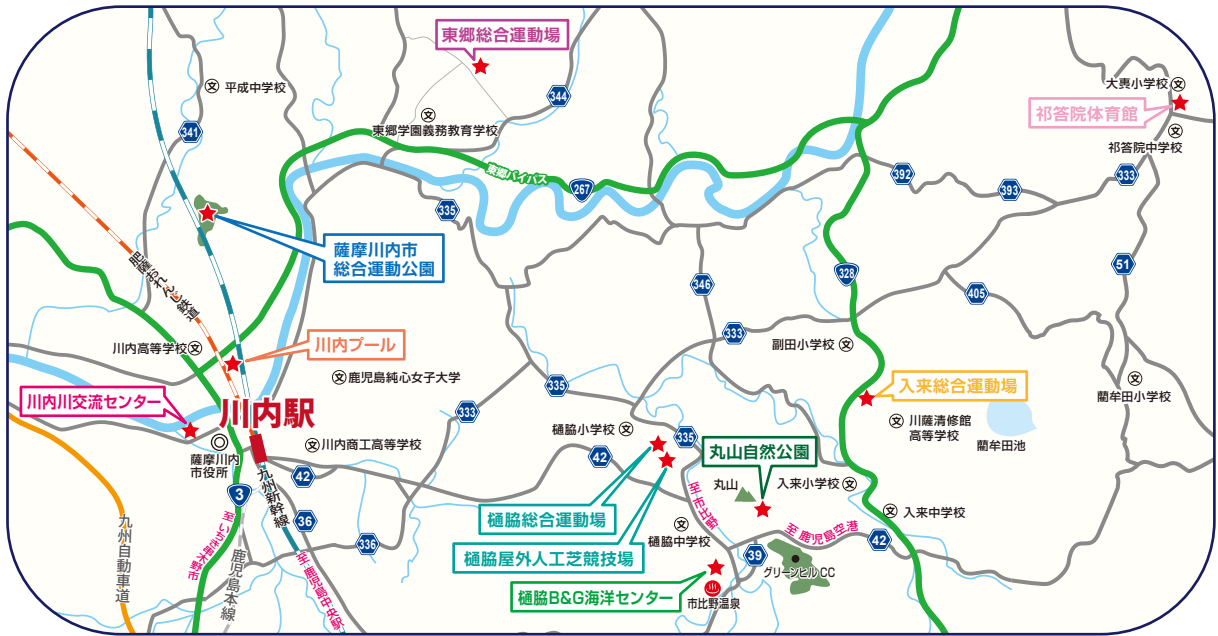 東郷総合運動場
大轟小学校
祁答院体育館
祁答院中学校
平成中学校
344
341
東郷学園義務教育学校
東郷バイパス
267
392
393
333
335
薩摩川内市
総合運動公園
肥薩おれんじ鉄道
51
328
346
405
333
川内高等学校
川内プール
副田小学校
鹿児島純心女子大学
335
入来総合運動場
藺牟田小学校
川内川交流センター
川内駅
333
川薩清修館
高等学校
藺牟田池
樋脇小学校
335
丸山自然公園
川内商工高等学校
薩摩川内
市役所
42
42
丸山
入来小学校
3
九州新幹線
36
至 市比野
樋脇総合運動場
入来中学校
樋脇中学校
至 鹿児島空港
42
336
樋脇屋外人工芝競技場
39
グリーンヒルCC
九州自動車道
至 いちき串木野市
鹿児島本線
至 鹿児島中央駅
樋脇B&G海洋センター
市比野温泉